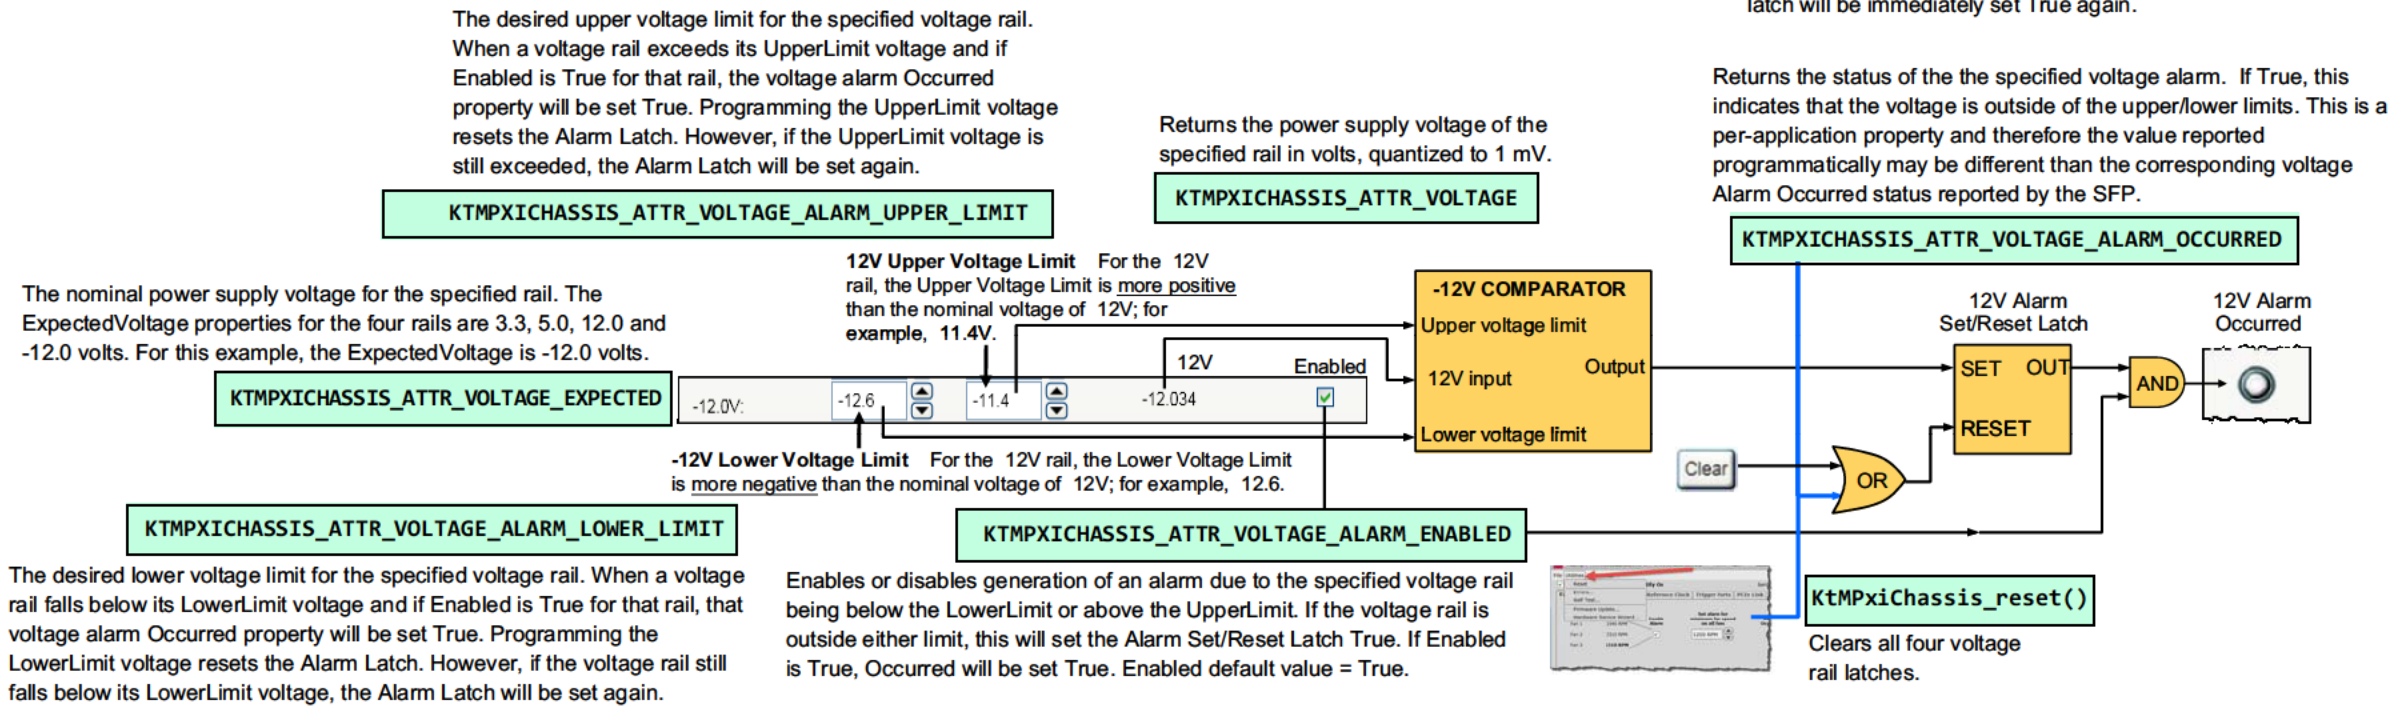 latch will be immediately set True again.
The desired upper voltage limit for the specified voltage rail.
When a voltage rail exceeds its UpperLimit voltage and if
Enabled is True for that rail, the voltage alarm Occurred
property will be set True. Programming the UpperLimit voltage
resets the Alarm Latch. However, if the UpperLimit voltage is
still exceeded, the Alarm Latch will be set again.
KTMPXICHASSIS_ATTR_VOLTAGE_ALARM_UPPER_LIMIT
Returns the power supply voltage of the
specified rail in volts, quantized to 1 mV.
KTMPXICHASSIS_ATTR_VOLTAGE
Returns the status of the the specified voltage alarm. If True, this
indicates that the voltage is outside of the upper/lower limits. This is a
per-application property and therefore the value reported
programmatically may be different than the corresponding voltage
Alarm Occurred status reported by the SFP.
KTMPXICHASSIS_ATTR_VOLTAGE_ALARM_OCCURRED
The nominal power supply voltage for the specified rail. The
ExpectedVoltage properties for the four rails are 3.3, 5.0, 12.0 and
-12.0 volts. For this example, the ExpectedVoltage is -12.0 volts.
KTMPXICHASSIS_ATTR_VOLTAGE_EXPECTED
12V Upper Voltage Limit For the 12V
rail, the Upper Voltage Limit is more positive
than the nominal voltage of 12V; for
example, 11.4V.
-12.0V:
-12.6
-11.4
12V
-12.034
Enabled
-12V COMPARATOR
Upper voltage limit
12V input
Output
Lower voltage limit
12V Alarm
Set/Reset Latch
SET OUT
RESET
AND
12V Alarm
Occurred
Clear
OR
-12V Lower Voltage Limit For the 12V rail, the Lower Voltage Limit
is more negative than the nominal voltage of 12V; for example, 12.6.
KTMPXICHASSIS_ATTR_VOLTAGE_ALARM_LOWER_LIMIT
The desired lower voltage limit for the specified voltage rail. When a voltage
rail falls below its LowerLimit voltage and if Enabled is True for that rail, that
voltage alarm Occurred property will be set True. Programming the
LowerLimit voltage resets the Alarm Latch. However, if the voltage rail still
falls below its LowerLimit voltage, the Alarm Latch will be set again.
KTMPXICHASSIS_ATTR_VOLTAGE_ALARM_ENABLED
Enables or disables generation of an alarm due to the specified voltage rail
being below the LowerLimit or above the UpperLimit. If the voltage rail is
outside either limit, this will set the Alarm Set/Reset Latch True. If Enabled
is True, Occurred will be set True. Enabled default value = True.
KtMPxiChassis_reset()
Clears all four voltage
rail latches.